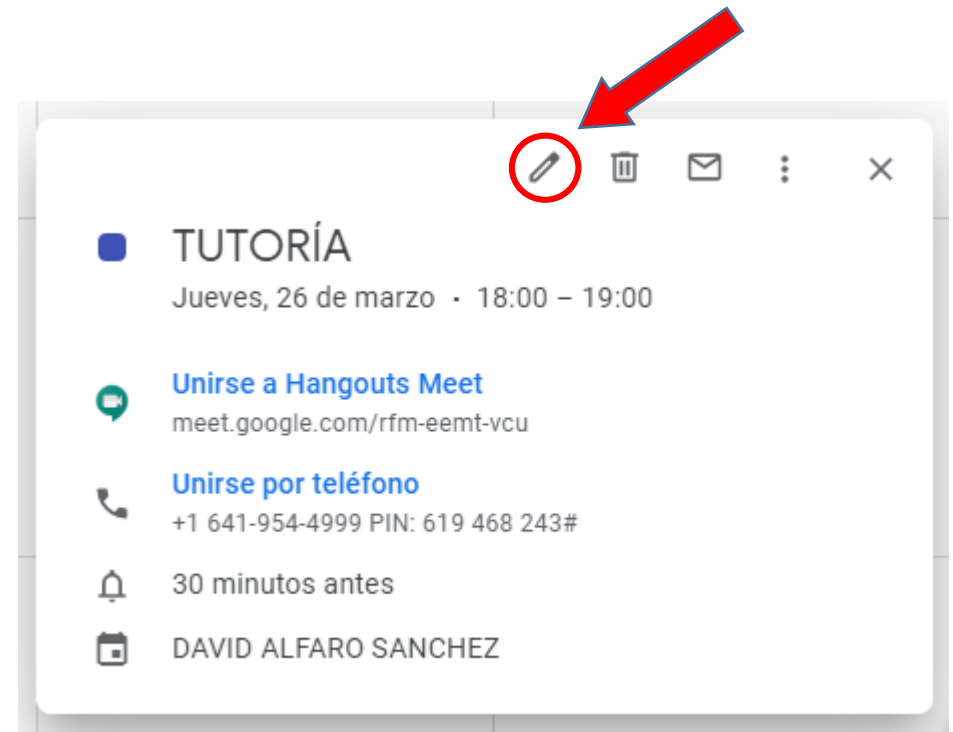 TUTORÍA
Jueves, 26 de marzo · 18:00 – 19:00
Unirse a Hangouts Meet
meet.google.com/rfm-eemt-vcu
Unirse por teléfono
+1 641-954-4999 PIN: 619 468 243#
30 minutos antes
DAVID ALFARO SANCHEZ